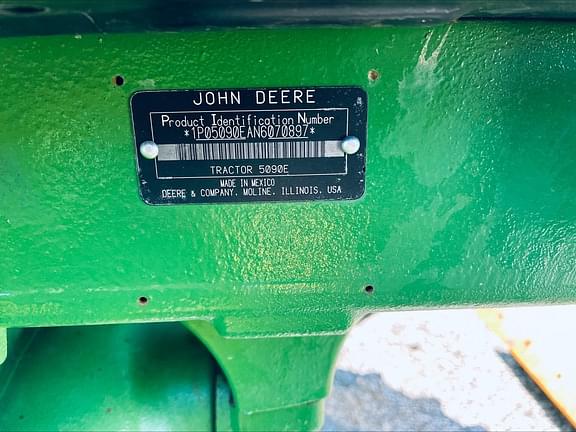 JOHN DEERE
Product Identification Number
*1P05090EAN6070897*
TRACTOR 5090E
MADE IN MEXICO
DEERE & COMPANY. MOLINE, ILLINOIS. USA